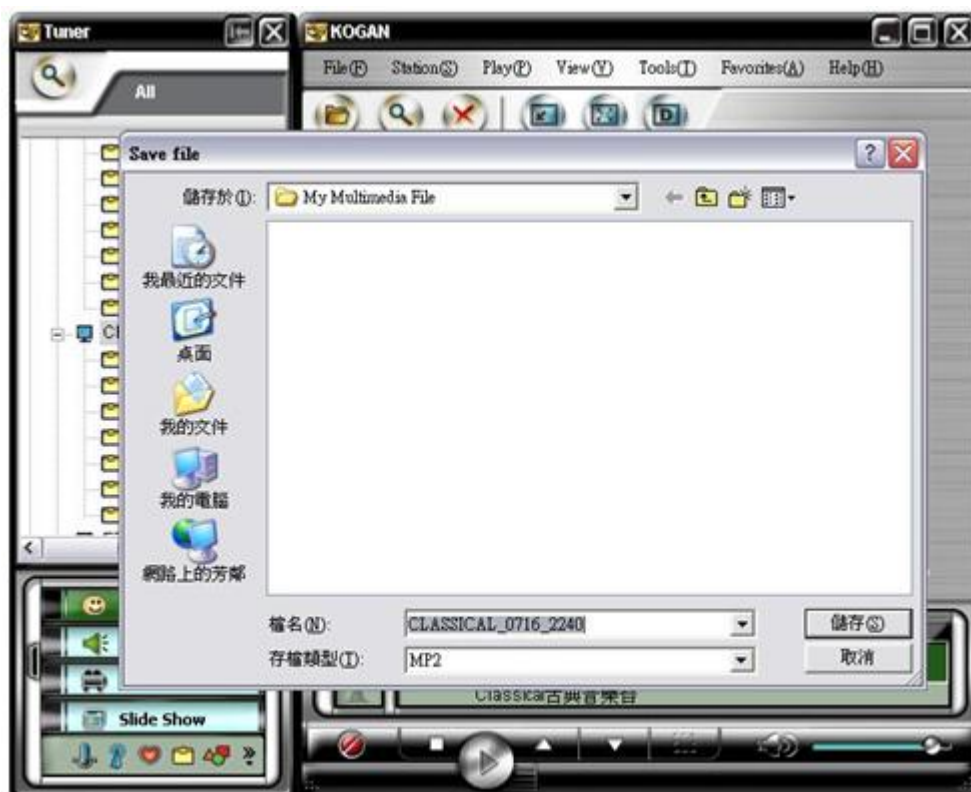 Tuner
KOGAN
File(F) Station(S) Play(P) View(V) Tools(T) Favorites(A) Help(H)
All
Save file
儲存於(I):
My Multimedia File
我最近的文件
桌面
我的文件
我的電腦
網路上的芳鄰
檔名(N):
CLASSICAL_0716_2240
儲存(S)
存檔類型(T):
MP2
取消
Classical古典音樂台
Slide Show